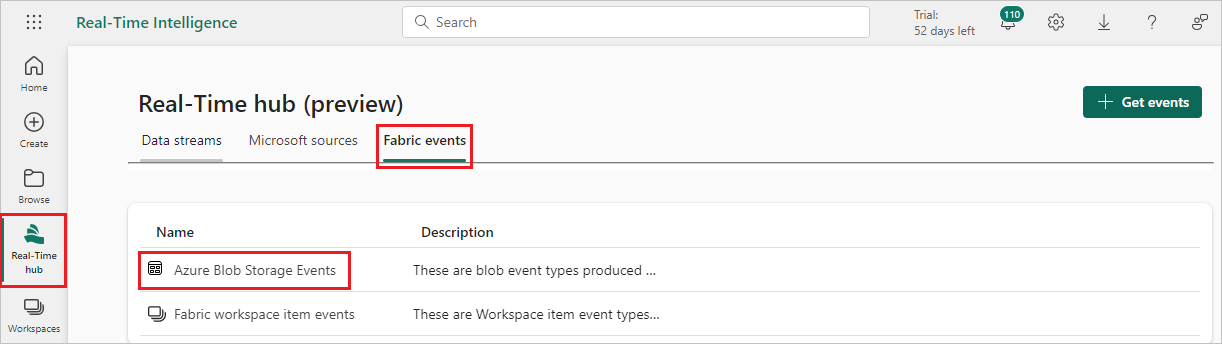 Real-Time Intelligence
Search
Trial:
52 days left
110
Home
Create
Browse
Real-Time
hub
Workspaces
Real-Time hub (preview)
Get events
Data streams
Microsoft sources
Fabric events
Name
Description
Azure Blob Storage Events
These are blob event types produced ...
Fabric workspace item events
These are Workspace item event types...